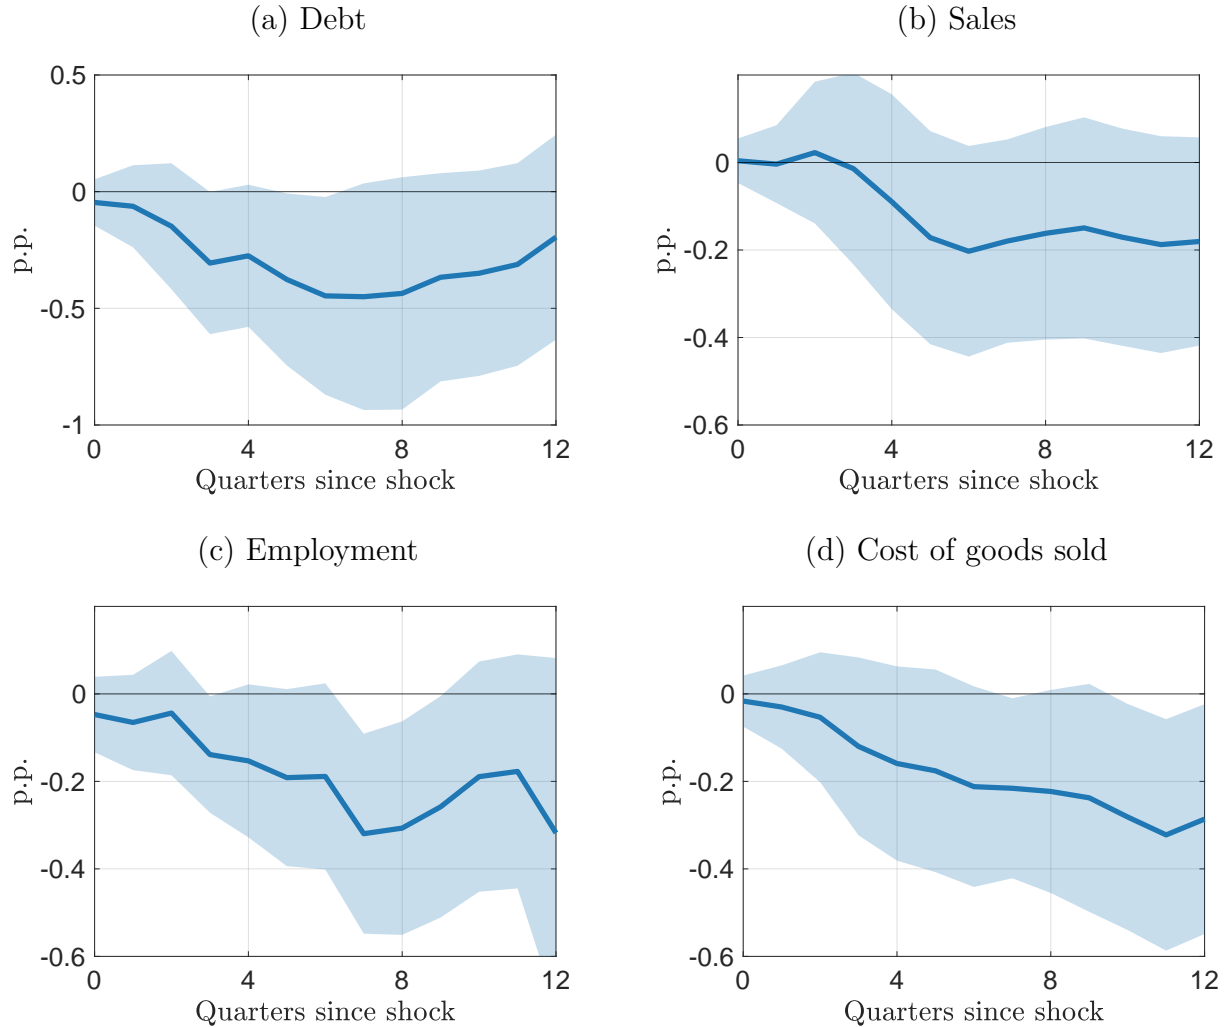 (a) Debt
0.5
0
-0.5
-1
p.p.
0 4 8 12
Quarters since shock
(b) Sales
0
-0.2
-0.4
-0.6
p.p.
0 4 8 12
Quarters since shock
(c) Employment
0
-0.2
-0.4
-0.6
p.p.
0 4 8 12
Quarters since shock
(d) Cost of goods sold
0
-0.2
-0.4
-0.6
p.p.
0 4 8 12
Quarters since shock